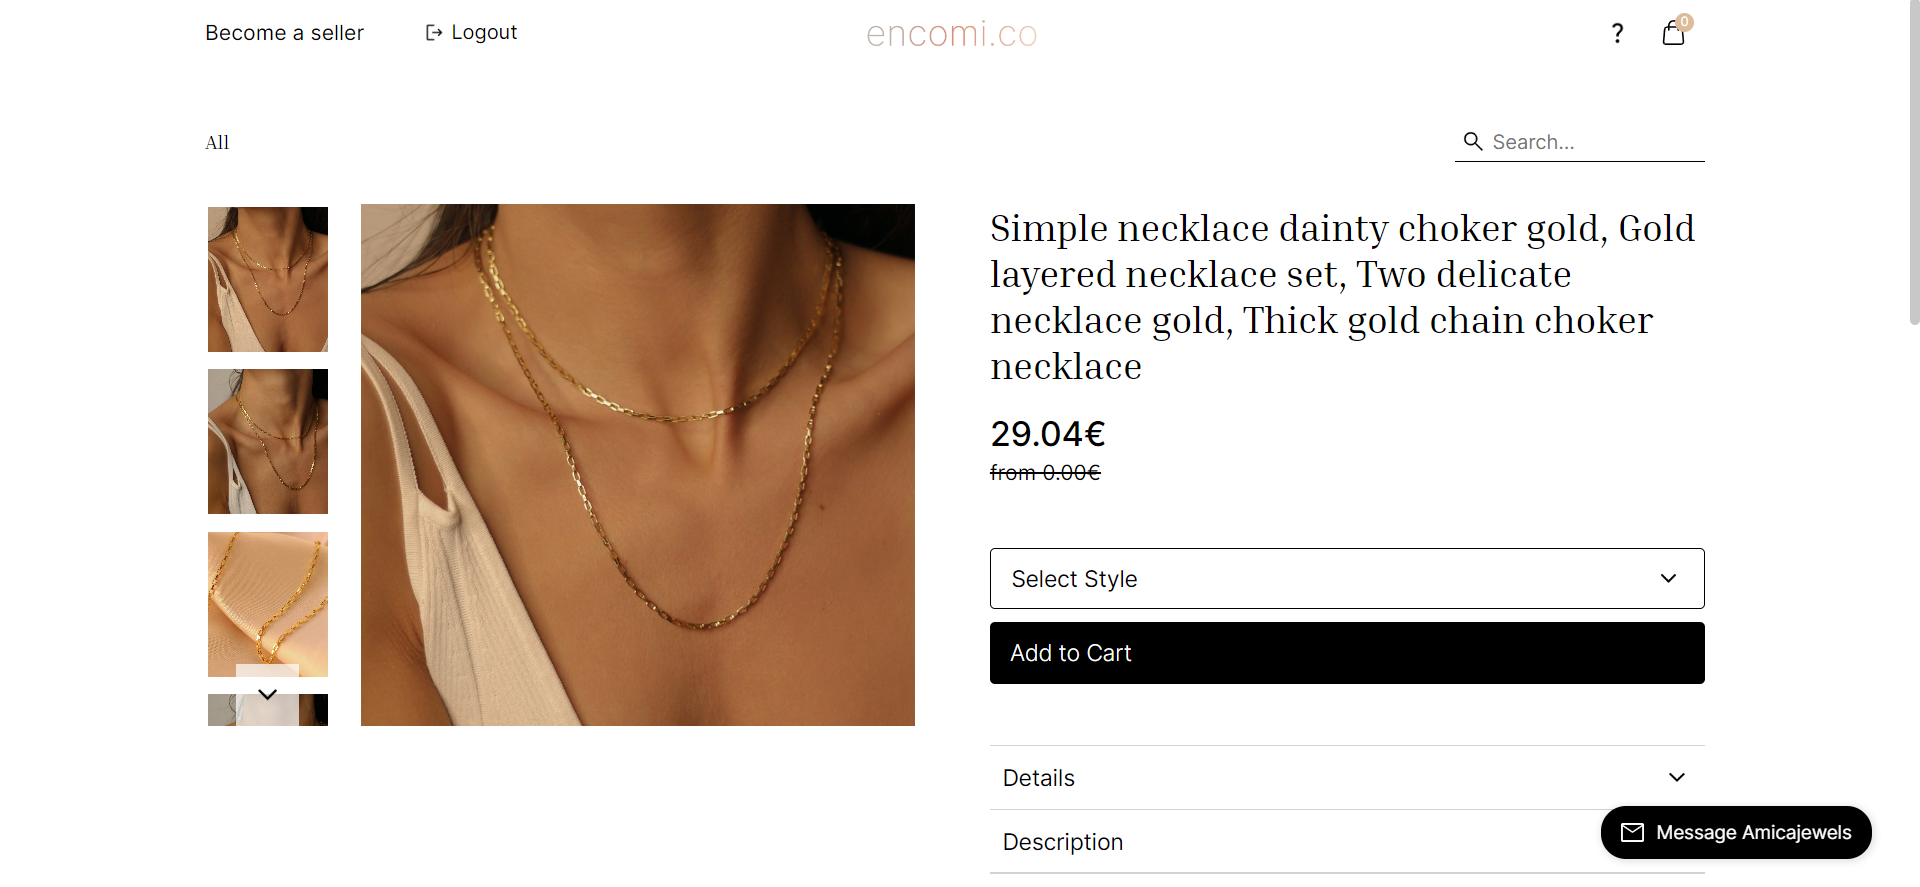 Become a seller
Logout
encomi.co
?
0
All
Search...
Simple necklace dainty choker gold, Gold
layered necklace set, Two delicate
necklace gold, Thick gold chain choker
necklace
29.04€
from 0.00€
Select Style
Add to Cart
Details
Description
Message Amicajewels